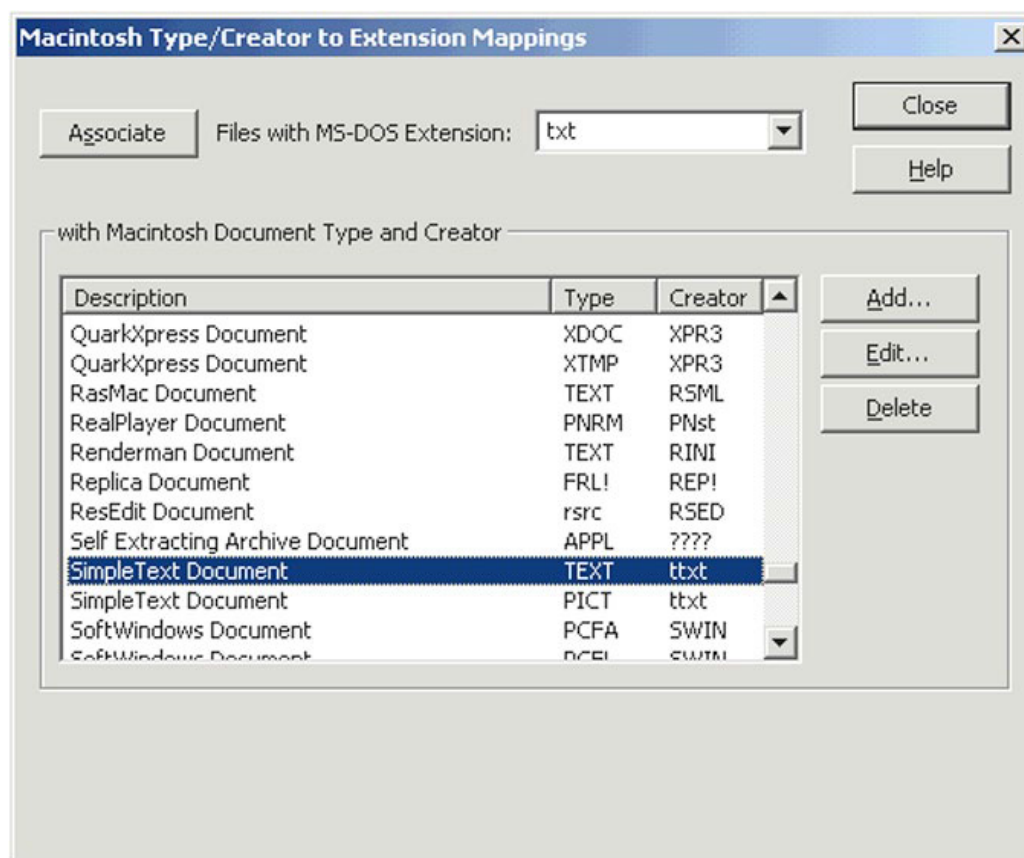 Macintosh Type/Creator to Extension Mappings
Associate Files with MS-DOS Extension: txt Close
Help
with Macintosh Document Type and Creator
Description Type Creator Add...
QuarkXpress Document XDOC XPR3
QuarkXpress Document XTMP XPR3 Edit...
RasMac Document TEXT RSML
RealPlayer Document PNRM PNst Delete
Renderman Document TEXT RINI
Replica Document FRL! REP!
ResEdit Document rsrc RSED
Self Extracting Archive Document APPL ????
SimpleText Document TEXT ttxt
SimpleText Document PICT ttxt
SoftWindows Document PCFA SWIN
SoftWindows Document SWIN